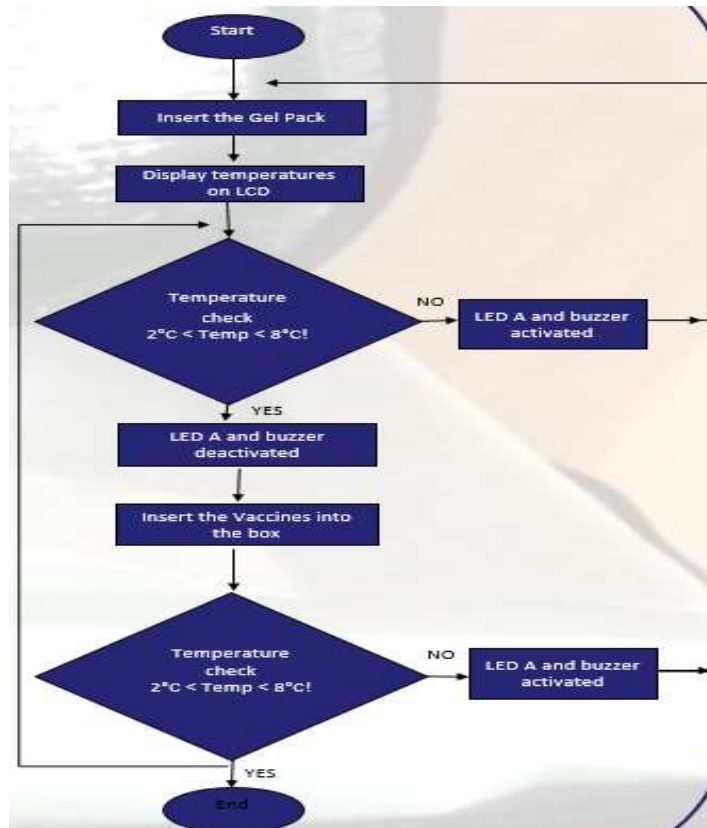 Start
Insert the Gel Pack
Display temperatures
on LCD
Temperature
check
2°C < Temp < 8°C!
NO
LED A and buzzer
activated
YES
LED A and buzzer
deactivated
Insert the Vaccines into
the box
Temperature
check
2°C < Temp < 8°C!
NO
LED A and buzzer
activated
YES
End